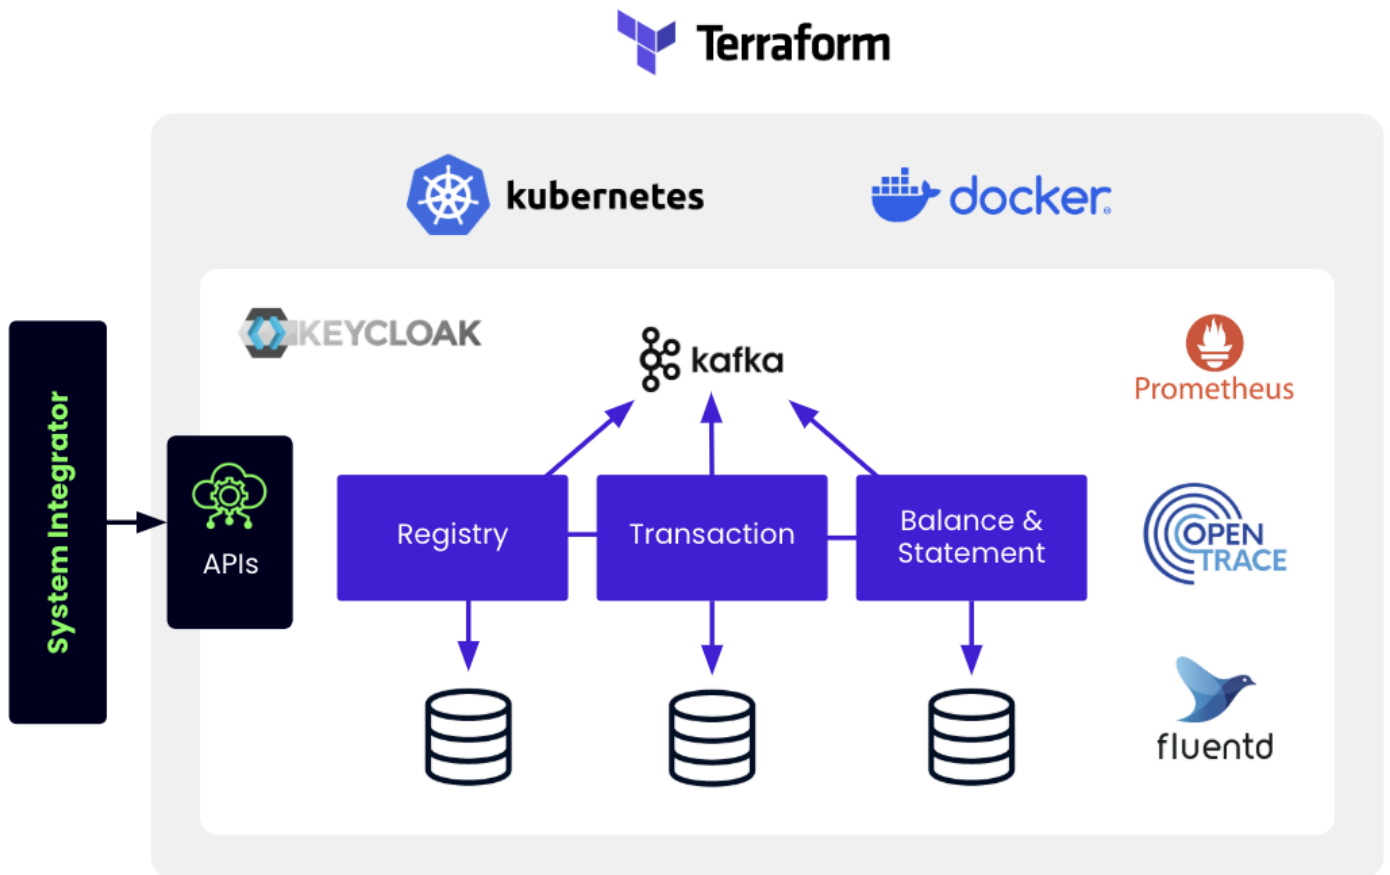 Terraform
kubernetes
docker
KEYCLOAK
kafka
Prometheus
System Integrator
APIs
Registry
Transaction
Balance &
Statement
OPEN
TRACE
fluentd